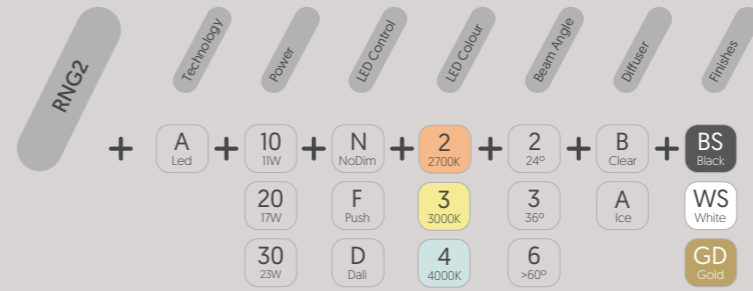 RNG2
Technology Power LED Control LED Colour Beam Angle Diffuser Finishes
+ A + 10 + N + 2 + 2 + B + BS
Led 11W NoDim 2700K 24º Clear Black
20 F 3 3 A WS
17W Push 3000K 36º Ice White
30 D 4 6 GD
23W Dali 4000K >60º Gold